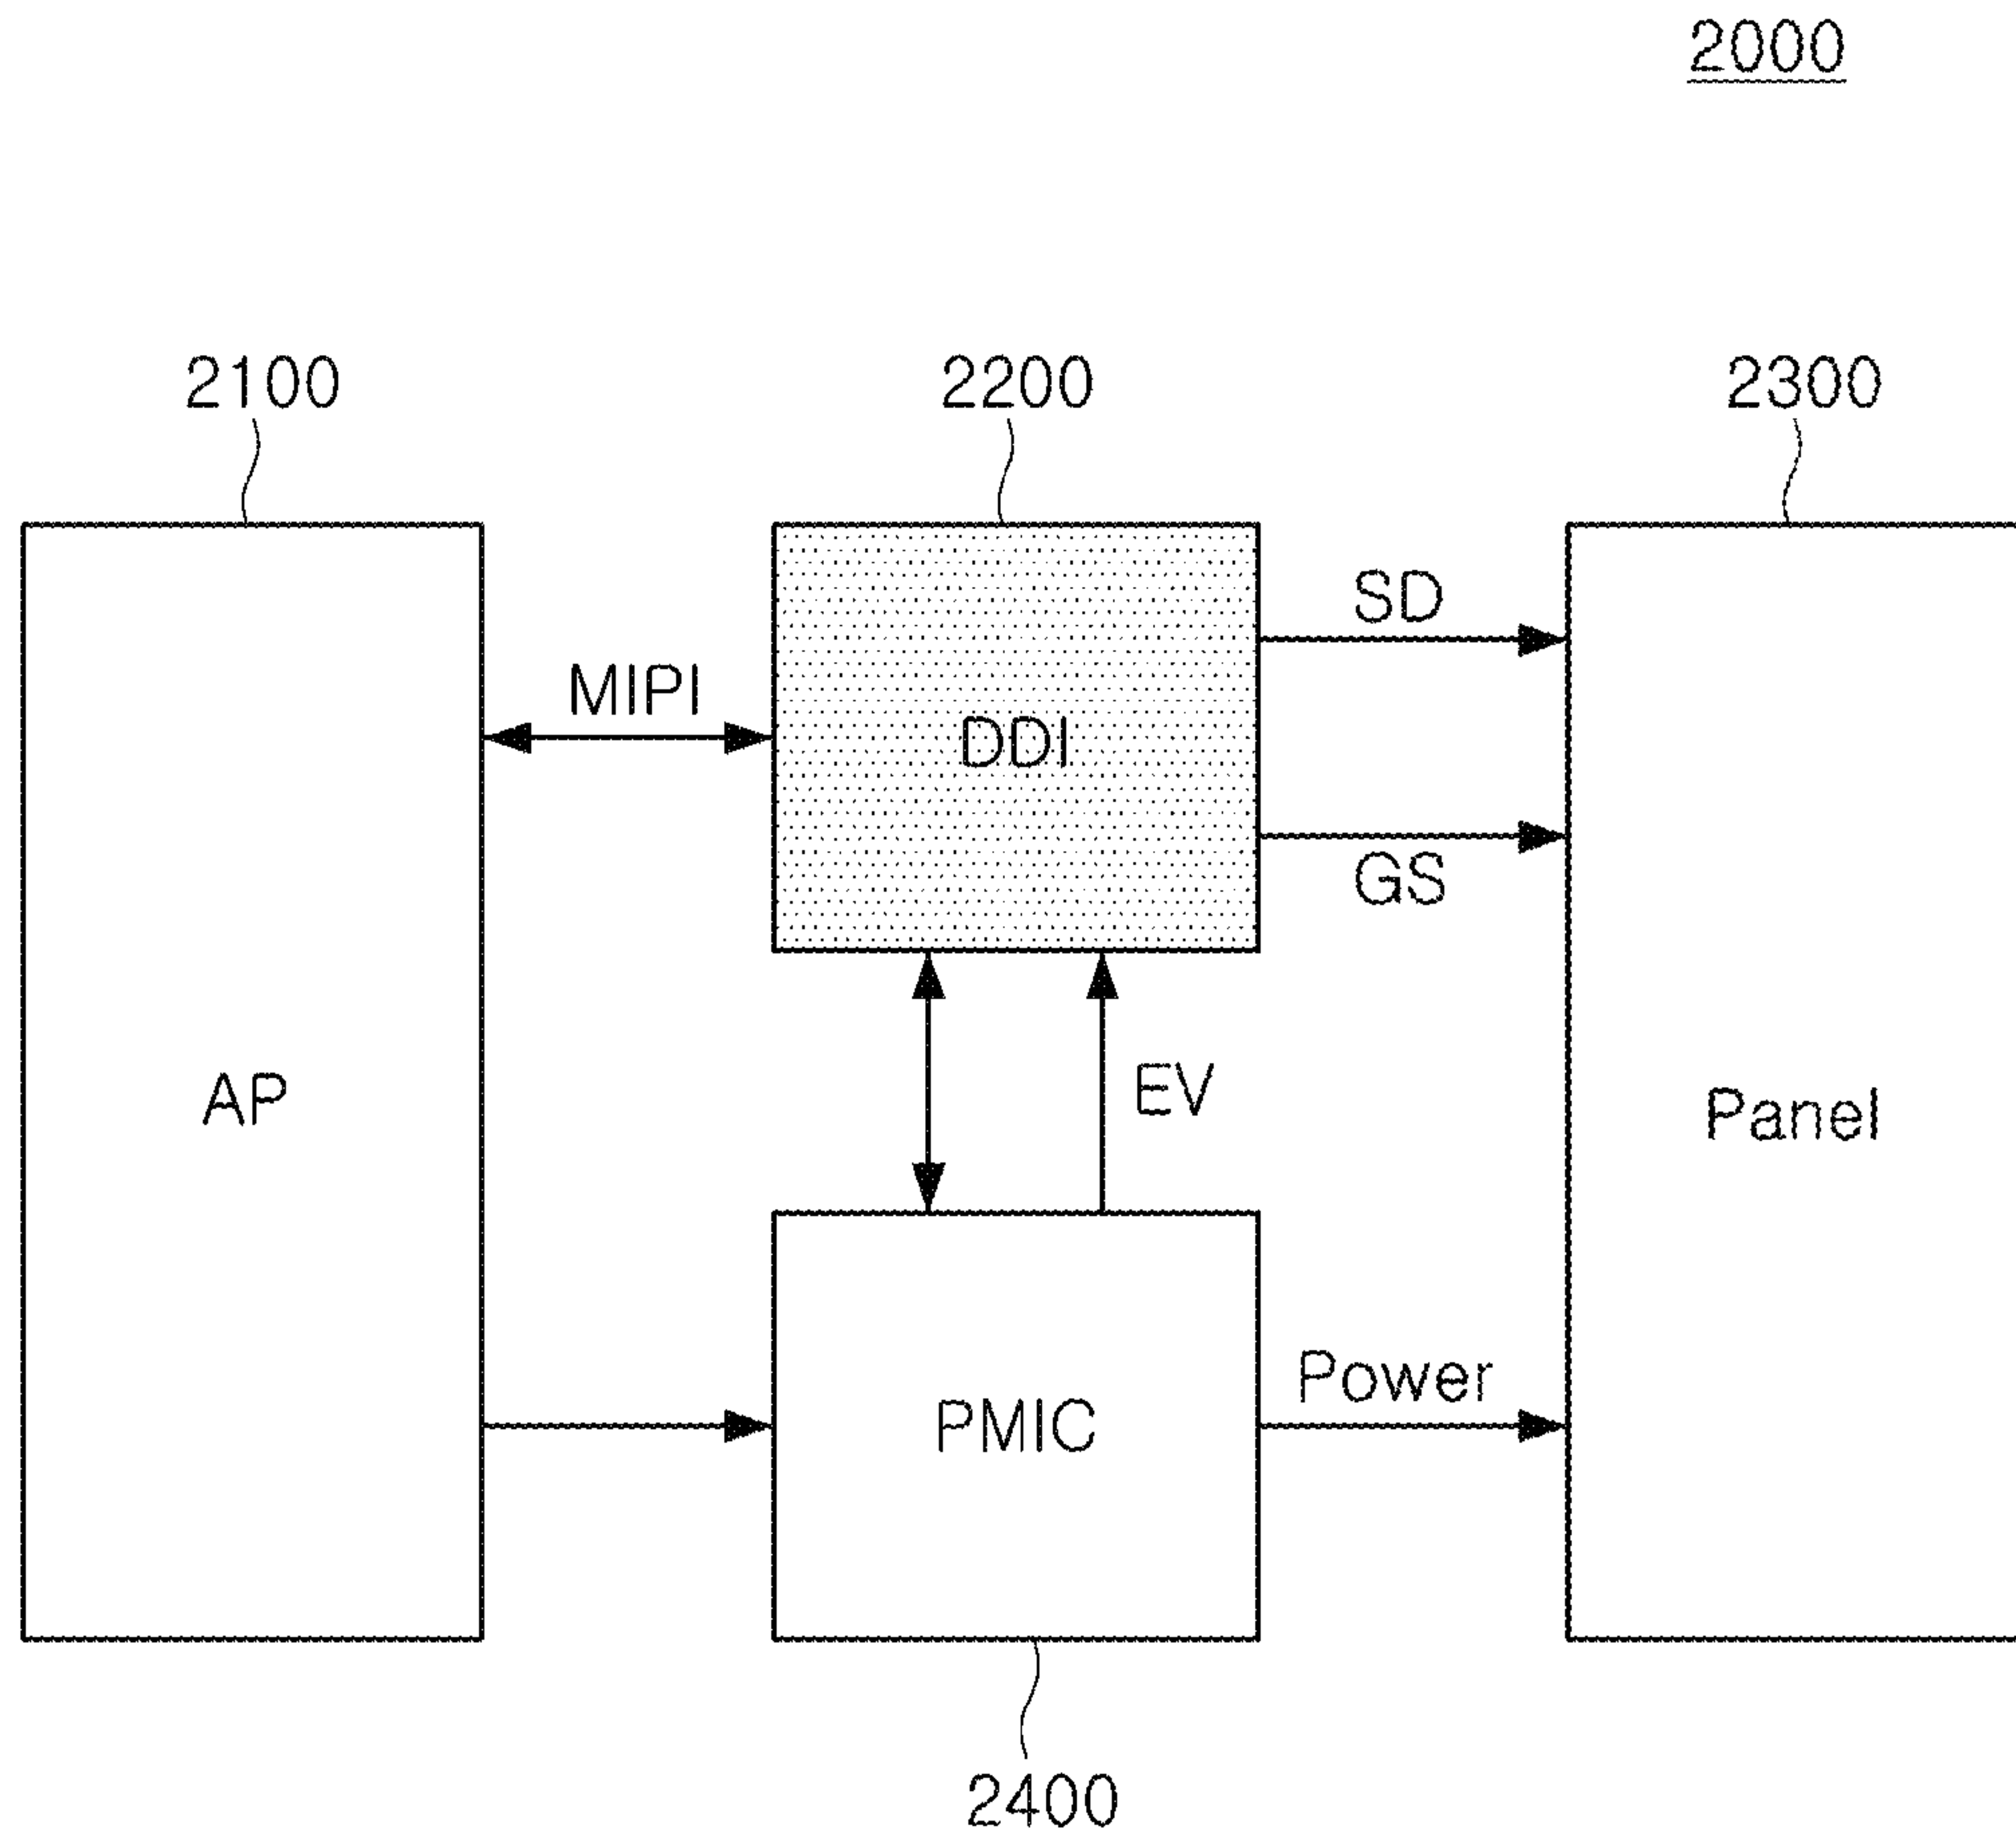 2000
2100
2200
2300
SD
MIPI
DDI
GS
EV
AP
Panel
Power
PMIC
2400